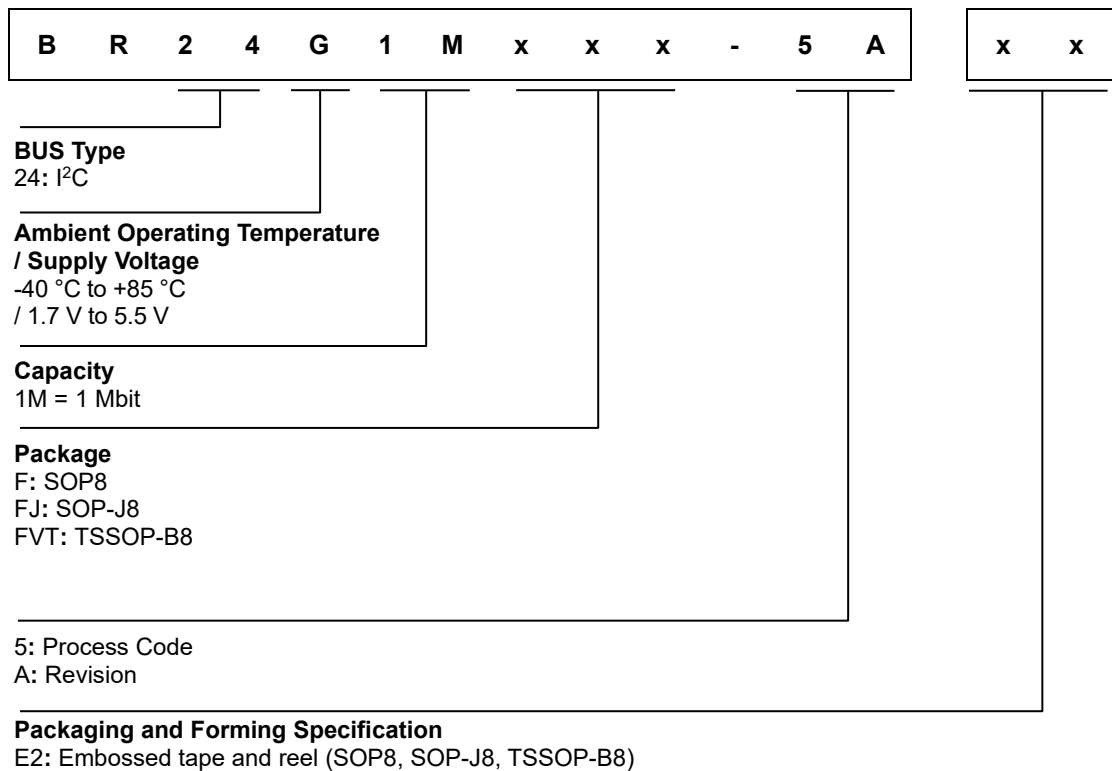 B R 2 4 G 1 M x x x - 5 A x x
BUS Type
24: I²C
Ambient Operating Temperature
/ Supply Voltage
-40 °C to +85 °C
/ 1.7 V to 5.5 V
Capacity
1M = 1 Mbit
Package
F: SOP8
FJ: SOP-J8
FVT: TSSOP-B8
5: Process Code
A: Revision
Packaging and Forming Specification
E2: Embossed tape and reel (SOP8, SOP-J8, TSSOP-B8)